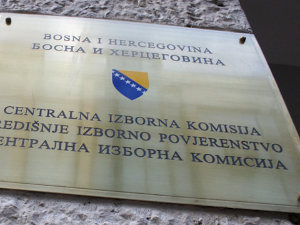 BOSNA I HERCEGOVINA
БОСНА И ХЕРЦЕГОВИНА
CENTRALNA IZBORNA KOMISIJA
REDIŠNJE IZBORNO POVJERENSTVO
ЕНТРАЛНА ИЗБОРНА КОМИСИЈА